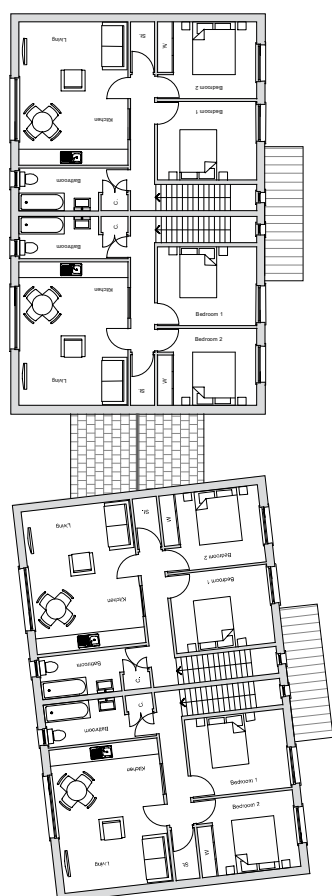 Living
St.
W
Bedroom 2
Kitchen
Bedroom 1
Bathroom
C.
C.
Bathroom
Kitchen
Bedroom 1
Living
Bedroom 2
St.
W
Living
St.
W
Bedroom 2
Kitchen
Bedroom 1
Bathroom
C.
C.
Bathroom
Kitchen
Bedroom 1
Bedroom 2
Living
St.
W